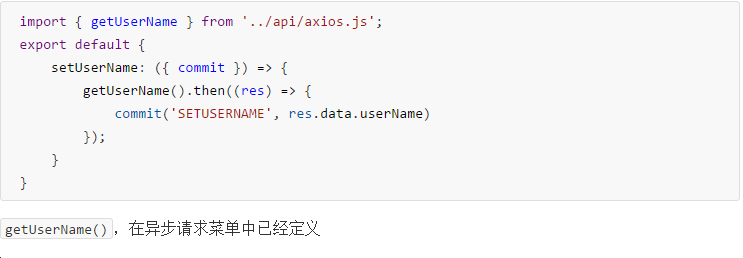 import { getUserName } from '../api/axios.js';
export default {
    setUserName: ({ commit }) => {
        getUserName().then((res) => {
            commit('SETUSERNAME', res.data.userName)
        });
    }
}
getUserName()，在异步请求菜单中已经定义